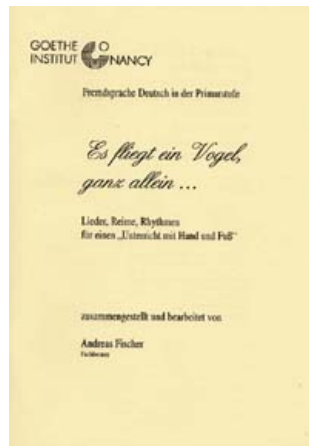 GOETHE
INSTITUT NANCY
Fremdsprache Deutsch in der Primarstufe
Es fliegt ein Vogel,
ganz allein ...
Lieder, Reime, Rhythmen
für einen „Unterricht mit Hand und Fuß“
zusammengestellt und bearbeitet von
Andreas Fischer